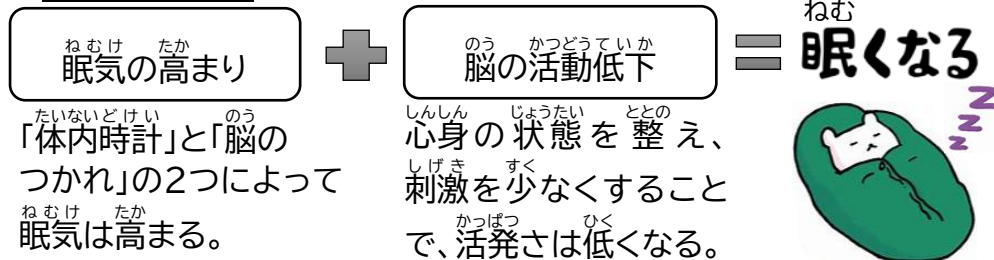 眠気の高まり
ねむけ たか
+
脳の活動低下
のう かつどうていか
=
眠くなる
ねむ
「体内時計」と「脳の
たいないどけい のう
つかれ」の2つによって
眠気は高まる。
ねむけ たか
心身の状態を整え、
しんしん じょうたい ととの
刺激を少なくすること
しげき すく
で、活発さは低くなる。
かっぱつ ひく
z
z
z